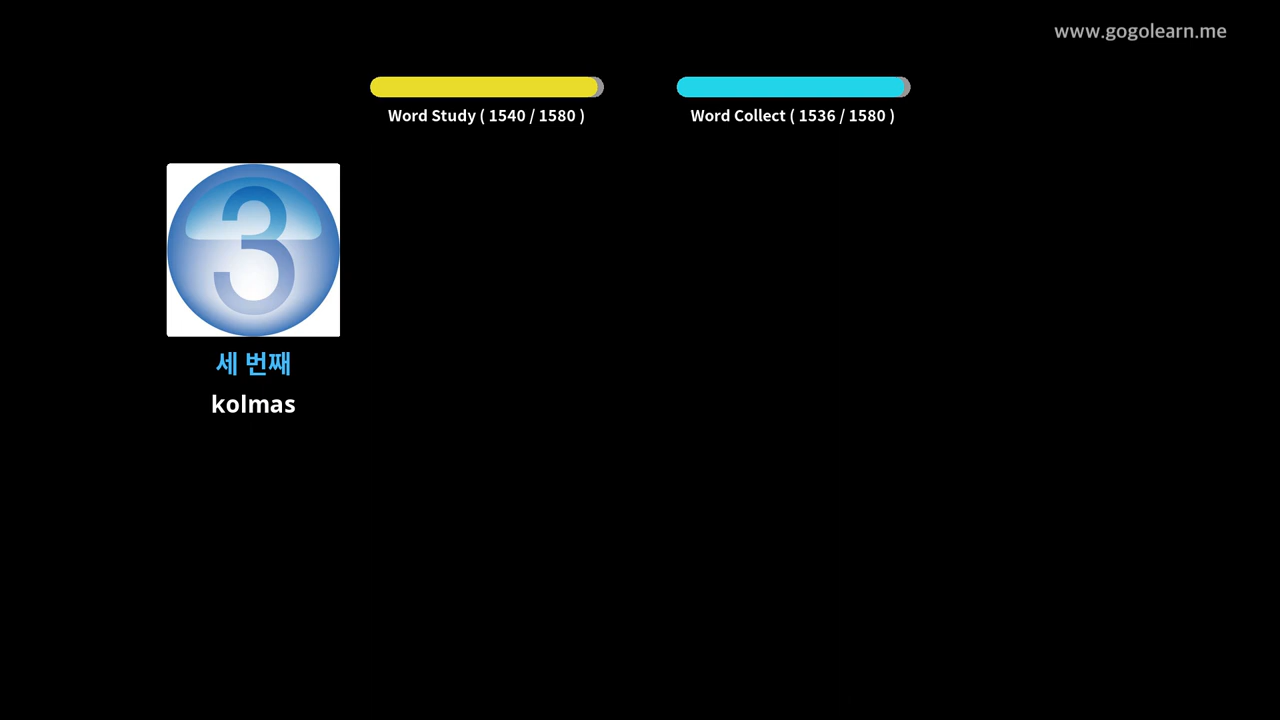 www.gogolearn.me
Word Study ( 1540 / 1580 )
Word Collect ( 1536 / 1580 )
3
세 번째
kolmas